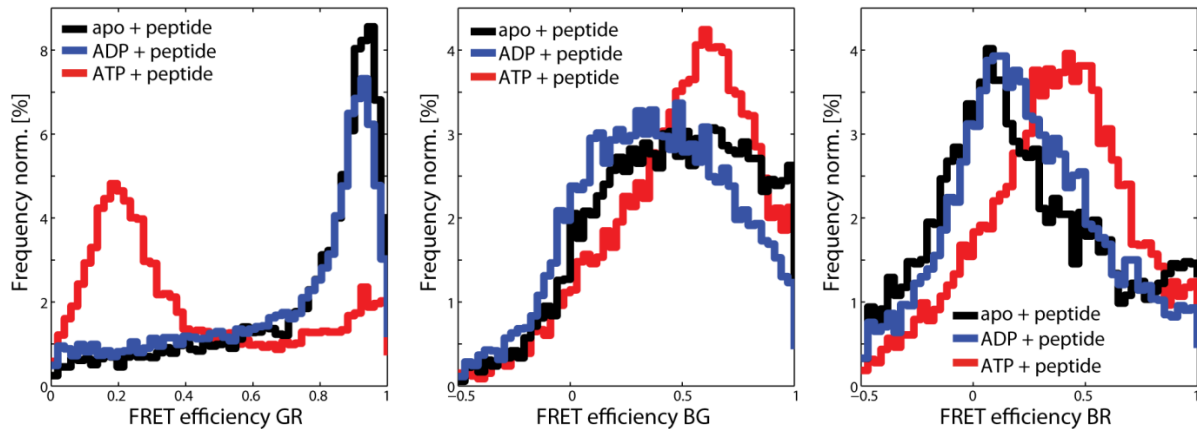 Frequency norm. [%]
8
6
4
2
0
apo + peptide
ADP + peptide
ATP + peptide
0
0.2
0.4
0.6
0.8
1
FRET efficiency GR
Frequency norm. [%]
4
3
2
1
0
apo + peptide
ADP + peptide
ATP + peptide
−0.5
0
0.5
1
FRET efficiency BG
Frequency norm. [%]
4
3
2
1
0
apo + peptide
ADP + peptide
ATP + peptide
−0.5
0
0.5
1
FRET efficiency BR